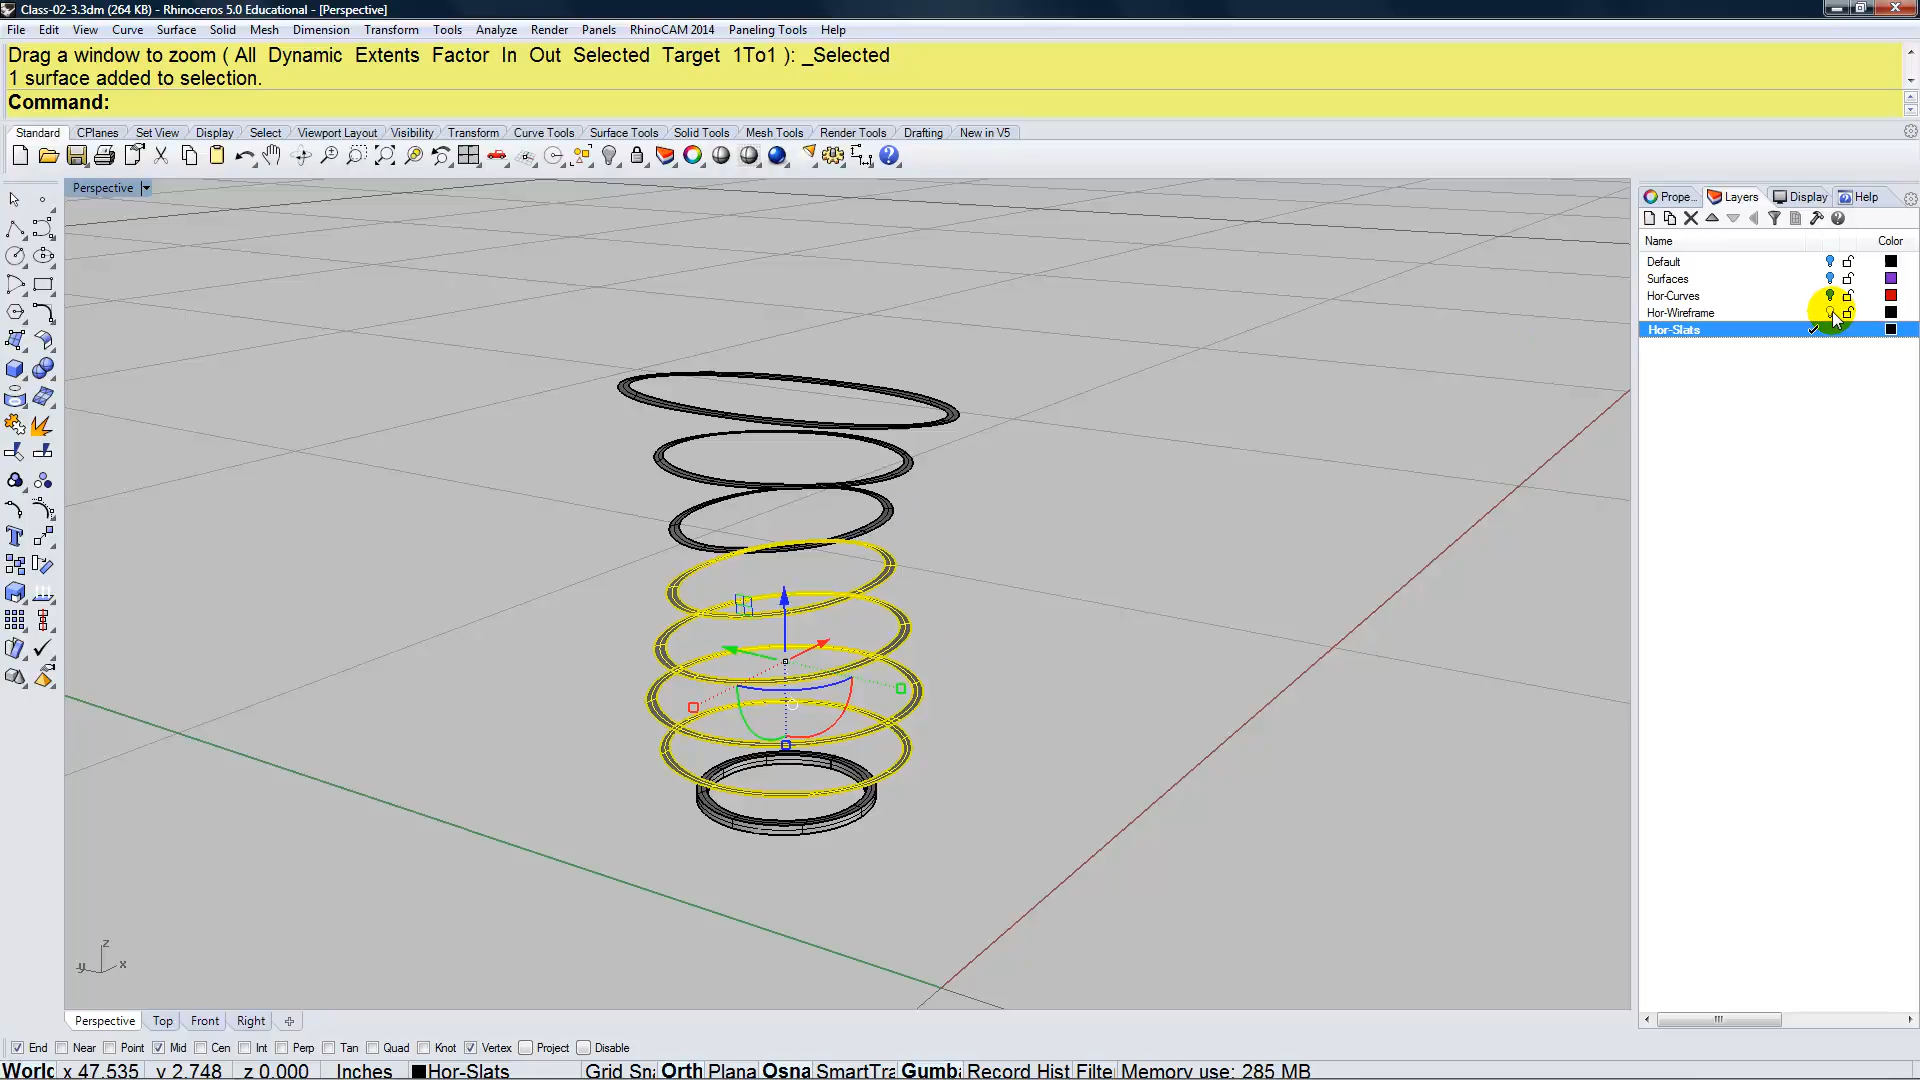 Class-02-3.3dm (264 KB) - Rhinoceros 5.0 Educational - [Perspective]
File Edit View Curve Surface Solid Mesh Dimension Transform Tools Analyze Render Panels RhinoCAM 2014 Paneling Tools Help
Drag a window to zoom ( All Dynamic Extents Factor In Out Selected Target 1To1 ): _Selected
1 surface added to selection.
Command:
Standard CPlanes Set View Display Select Viewport Layout Visibility Transform Curve Tools Surface Tools Solid Tools Mesh Tools Render Tools Drafting New in V5
Perspective
Prope... Layers Display Help
Name Color
Default
Surfaces
Hor-Curves
Hor-Wireframe
Hor-Slats
z
y x
Perspective Top Front Right
End Near Point Mid Cen Int Perp Tan Quad Knot Vertex Project Disable
World x 47.535 y 2.748 z 0.000 Inches Hor-Slats Grid Sn Orth Plana Osna SmartTra Gumb Record Hist Filte Memory use: 285 MB